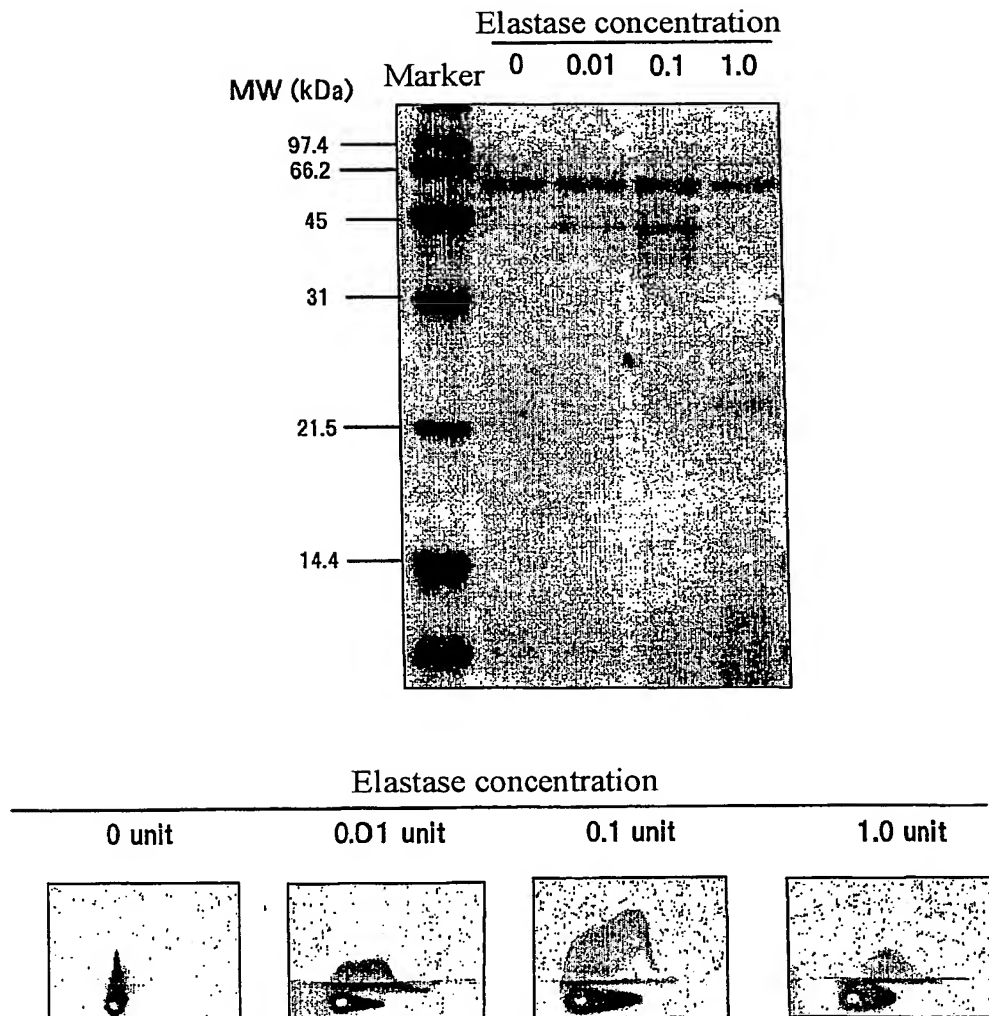 Elastase concentration
MW (kDa) Marker 0 0.01 0.1 1.0
97.4
66.2
45
31
21.5
14.4
Elastase concentration
0 unit 0.01 unit 0.1 unit 1.0 unit